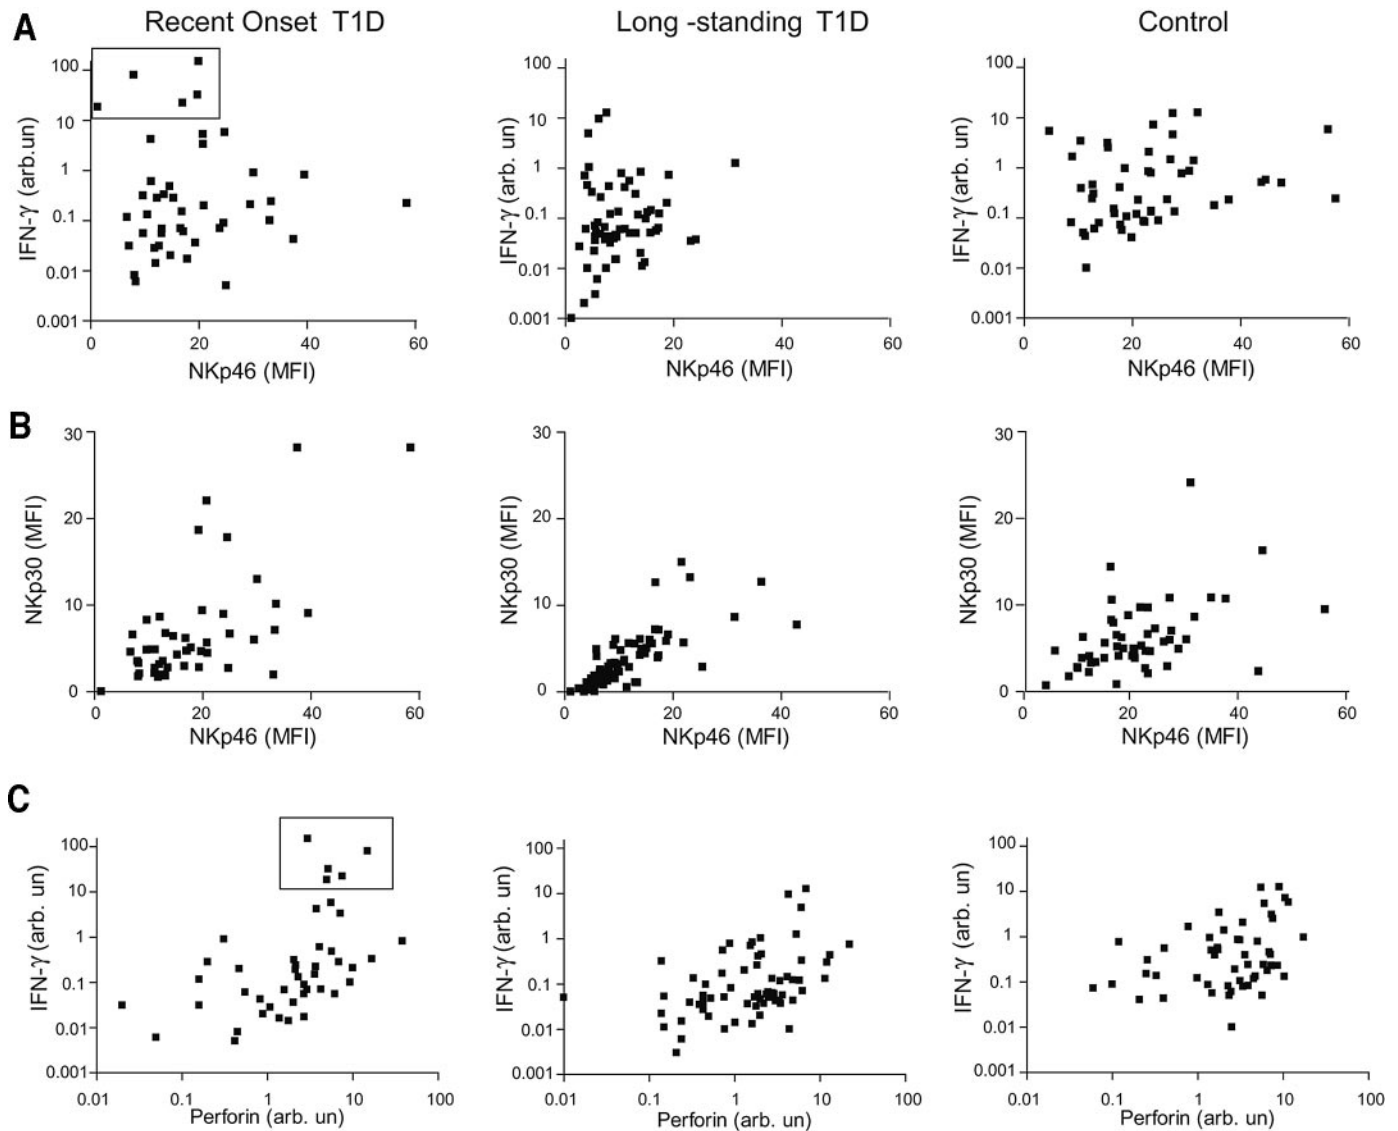 A
Recent Onset T1D
Long -standing T1D
Control
IFN-γ (arb.un)
100
10
1
0.1
0.01
0.001
0 20 40 60
NKp46 (MFI)
IFN-γ (arb. un)
100
10
1
0.1
0.01
0.001
0 20 40 60
NKp46 (MFI)
IFN-γ (arb. un)
100
10
1
0.1
0.01
0.001
0 20 40 60
NKp46 (MFI)
B
NKp30 (MFI)
30
20
10
0
0 20 40 60
NKp46 (MFI)
NKp30 (MFI)
30
20
10
0
0 20 40 60
NKp46 (MFI)
NKp30 (MFI)
30
20
10
0
0 20 40 60
NKp46 (MFI)
C
IFN-γ (arb. un)
100
10
1
0.1
0.01
0.001
0.01 0.1 1 10 100
Perforin (arb. un)
IFN-γ (arb. un)
100
10
1
0.1
0.01
0.001
0.01 0.1 1 10 100
Perforin (arb. un)
IFN-γ (arb. un)
100
10
1
0.1
0.01
0.001
0.01 0.1 1 10 100
Perforin (arb. un)